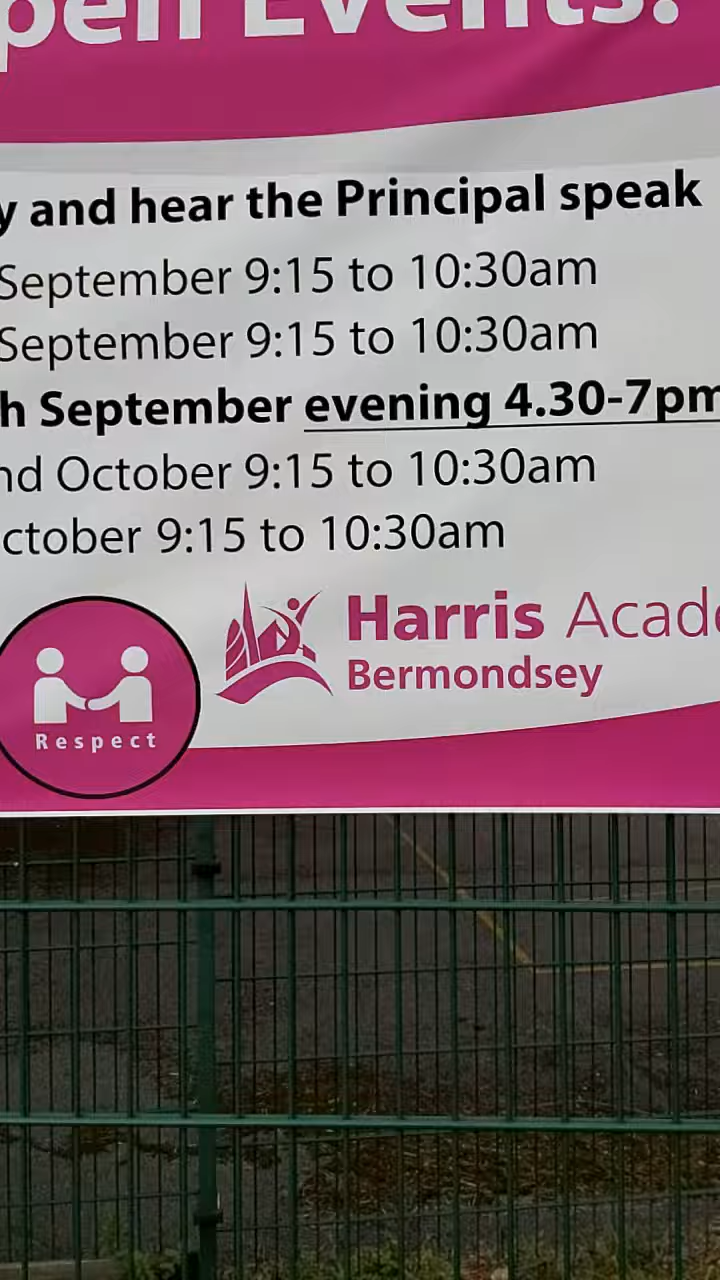 pen Events!
y and hear the Principal speak
September 9:15 to 10:30am
September 9:15 to 10:30am
h September evening 4.30-7pm
nd October 9:15 to 10:30am
ctober 9:15 to 10:30am
Harris Acade
Bermondsey
Respect